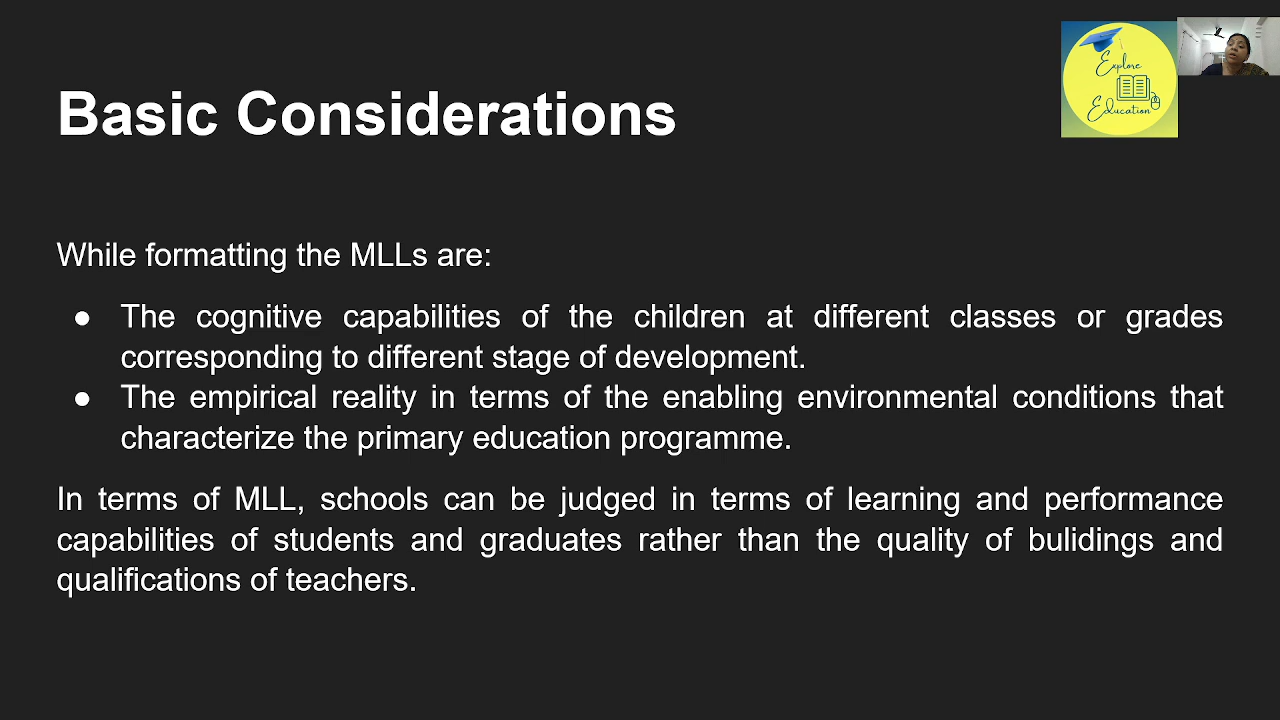 Explore
Education
Basic Considerations
While formatting the MLLs are:
● The cognitive capabilities of the children at different classes or grades
corresponding to different stage of development.
● The empirical reality in terms of the enabling environmental conditions that
characterize the primary education programme.
In terms of MLL, schools can be judged in terms of learning and performance
capabilities of students and graduates rather than the quality of bulidings and
qualifications of teachers.